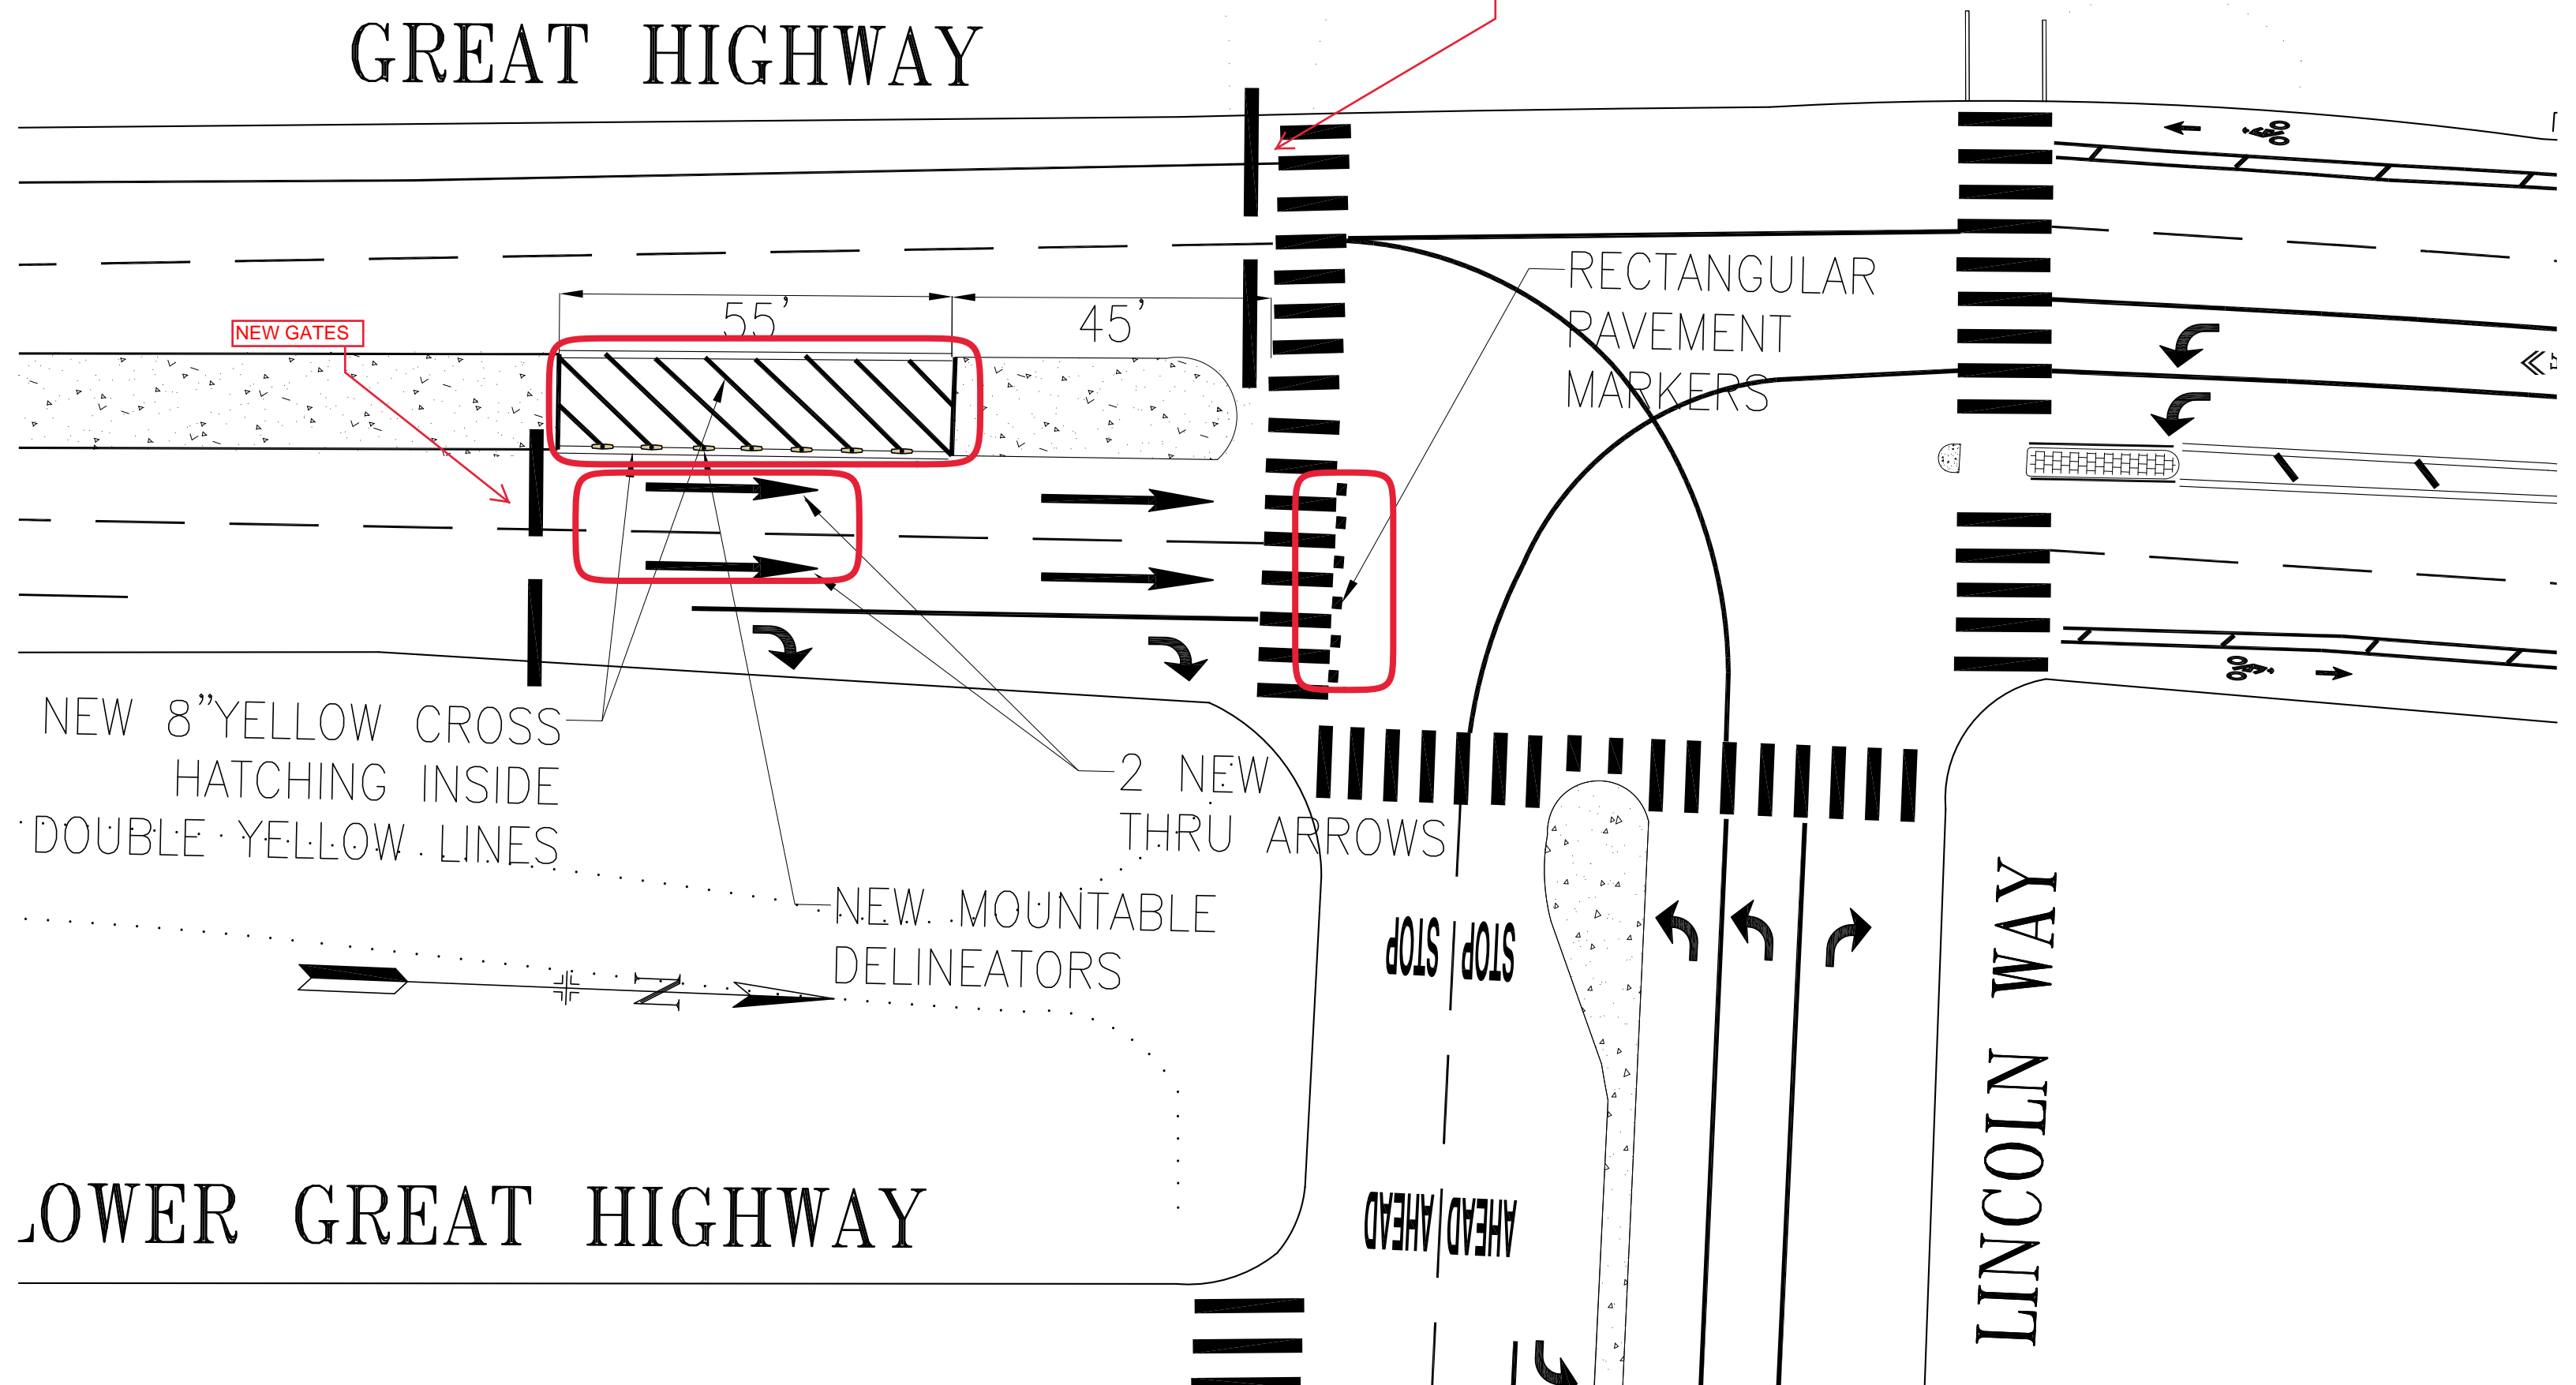 GREAT HIGHWAY
55'
45'
NEW GATES
RECTANGULAR
PAVEMENT
MARKERS
NEW 8"YELLOW CROSS
HATCHING INSIDE
DOUBLE YELLOW LINES
2 NEW
THRU ARROWS
NEW MOUNTABLE
DELINEATORS
N
STOP STOP
AHEAD AHEAD
LOWER GREAT HIGHWAY
LINCOLN WAY